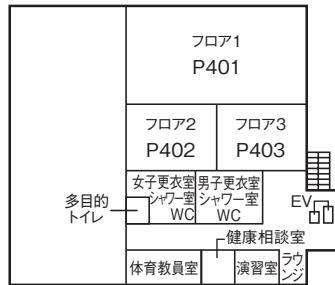 フロア1
P401
フロア2
P402
フロア3
P403
女子更衣室
シャワー室
WC
男子更衣室
シャワー室
WC
多目的
トイレ
EV
健康相談室
体育教員室
演習室
ラウ
ンジ